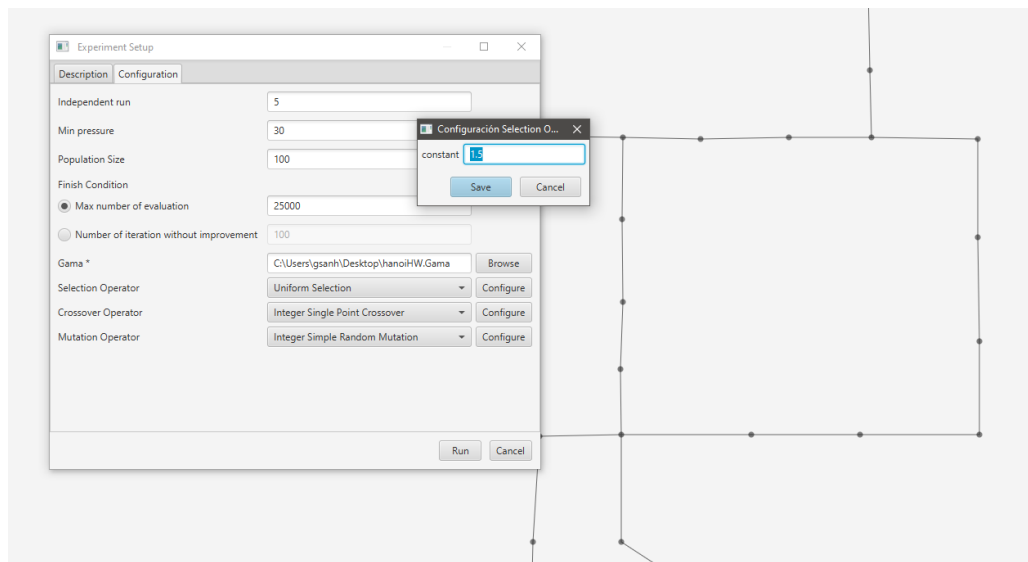 Experiment Setup
Description Configuration
Independent run 5
Min pressure 30
Configuración Selection O...
constant 1.5
Save Cancel
Population Size 100
Finish Condition
Max number of evaluation 25000
Number of iteration without improvement 100
Gama * C:\Users\gsanh\Desktop\hanoiHW.Gama Browse
Selection Operator Uniform Selection Configure
Crossover Operator Integer Single Point Crossover Configure
Mutation Operator Integer Simple Random Mutation Configure
Run Cancel